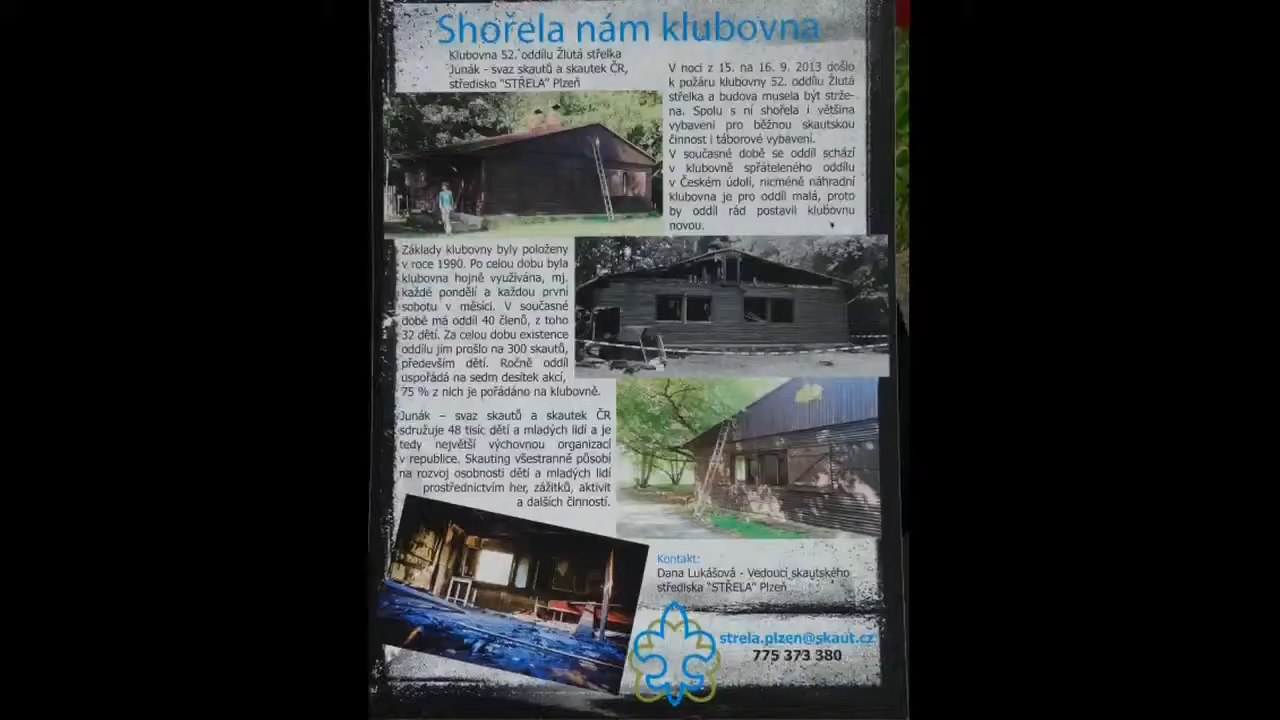 Shořela nám klubovna
Klubovna 52. oddílu Žlutá střelka
Junák - svaz skautů a skautek ČR,
středisko "STŘELA" Plzeň
V noci z 15. na 16. 9. 2013 došlo
k požáru klubovny 52. oddílu Žlutá
střelka a budova musela být strže-
na. Spolu s ní shořela i většina
vybavení pro běžnou skautskou
činnost i táborové vybavení.
V současné době se oddíl schází
v klubovně spřáteleného oddílu
v Českém údolí, nicméně náhradní
klubovna je pro oddíl malá, proto
by oddíl rád postavil klubovnu
novou.
Základy klubovny byly položeny
v roce 1990. Po celou dobu byla
klubovna hojně využívána, mj.
každé pondělí a každou první
sobotu v měsíci. V současné
době má oddíl 40 členů, z toho
32 dětí. Za celou dobu existence
oddílu jím prošlo na 300 skautů,
především dětí. Ročně oddíl
uspořádá na sedm desítek akcí,
75 % z nich je pořádáno na klubovně.
Junák – svaz skautů a skautek ČR
sdružuje 48 tisíc dětí a mladých lidí a je
tedy největší výchovnou organizací
v republice. Skauting všestranně působí
na rozvoj osobnosti dětí a mladých lidí
prostřednictvím her, zážitků, aktivit
a dalších činností.
Kontakt:
Dana Lukášová - Vedoucí skautského
střediska "STŘELA" Plzeň
strela.plzen@skaut.cz
775 373 380